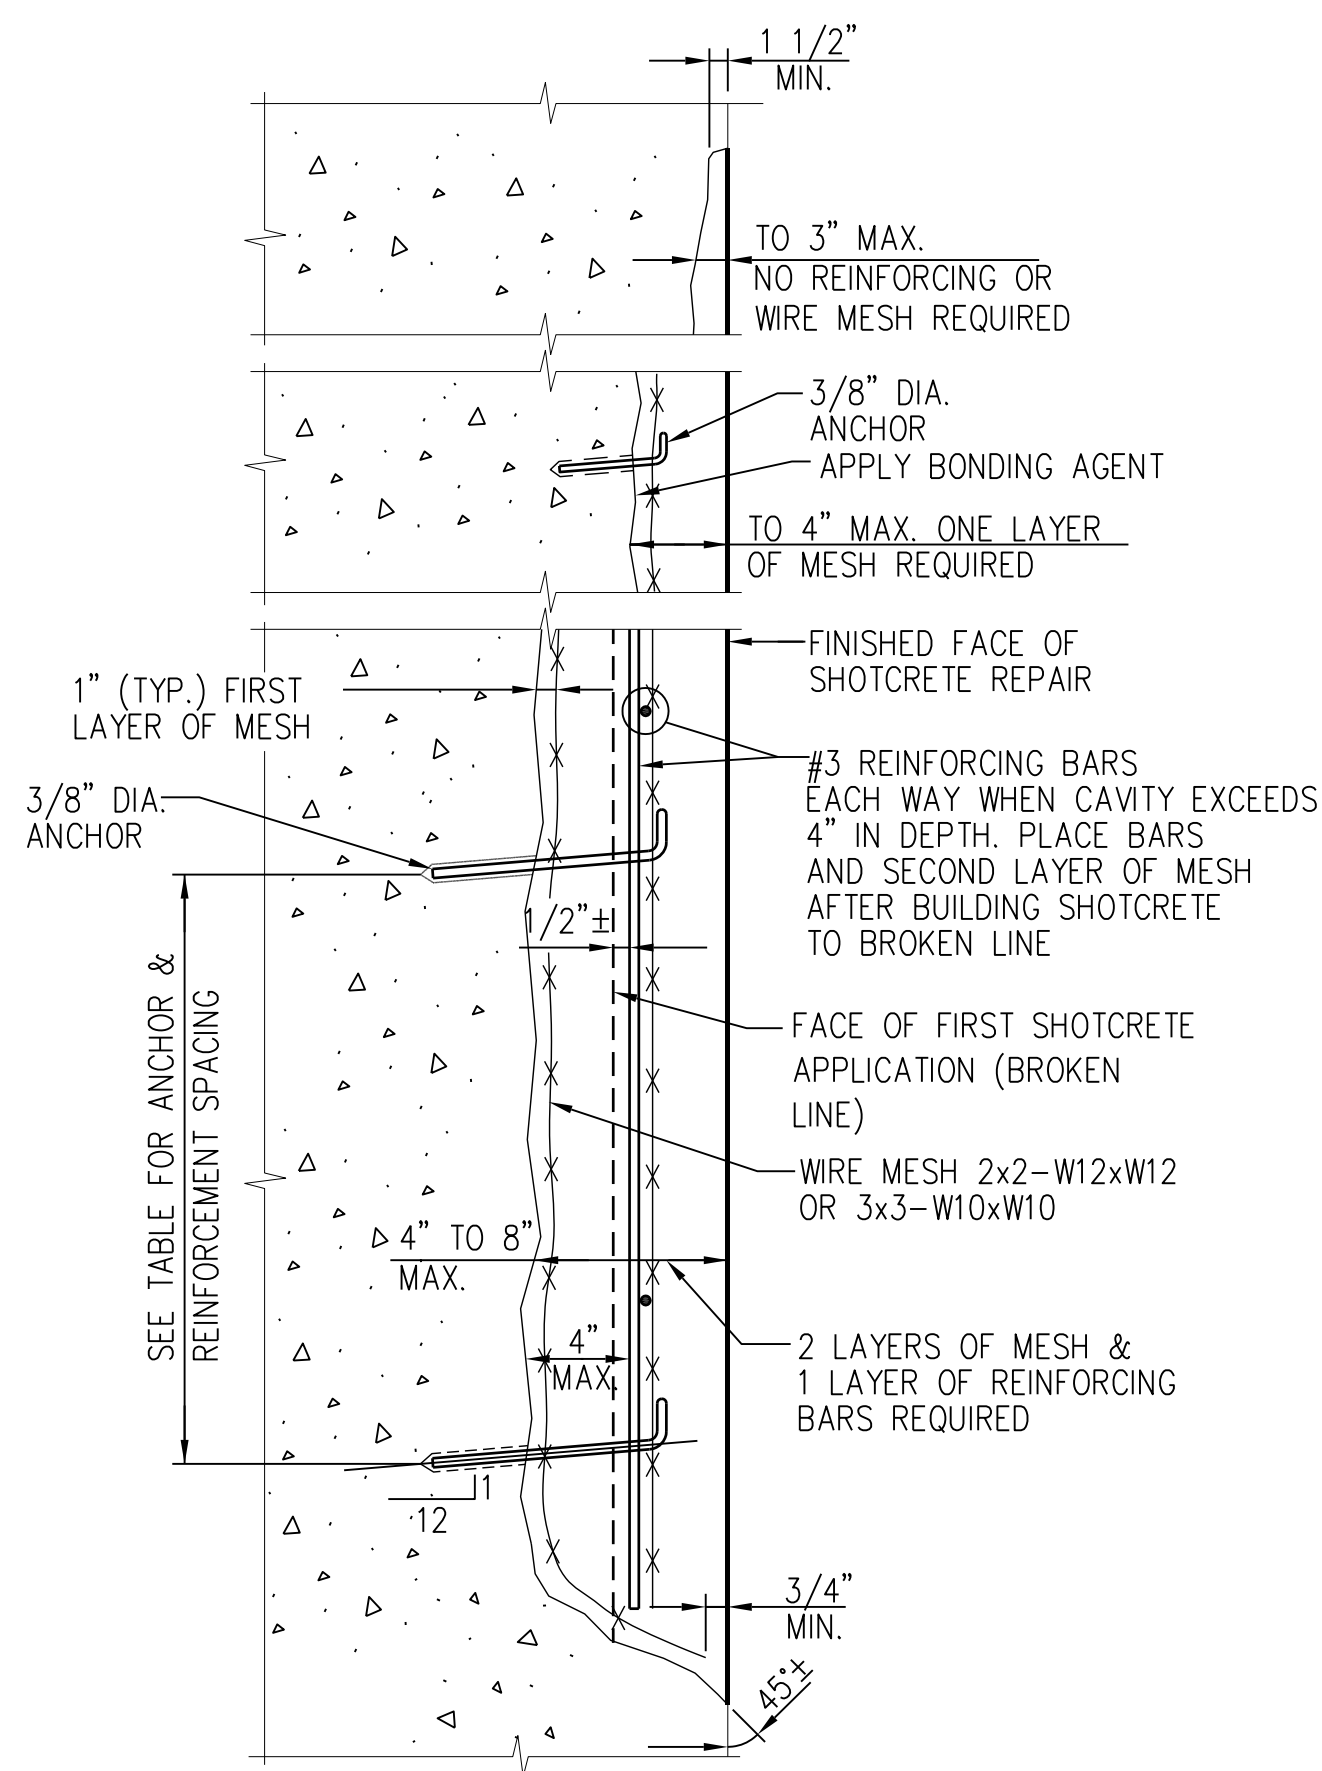 1 1/2”
MIN.
TO 3” MAX.
NO REINFORCING OR
WIRE MESH REQUIRED
3/8” DIA.
ANCHOR
APPLY BONDING AGENT
TO 4” MAX. ONE LAYER
OF MESH REQUIRED
FINISHED FACE OF
SHOTCRETE REPAIR
1” (TYP.) FIRST
LAYER OF MESH
#3 REINFORCING BARS
EACH WAY WHEN CAVITY EXCEEDS
4” IN DEPTH. PLACE BARS
AND SECOND LAYER OF MESH
AFTER BUILDING SHOTCRETE
TO BROKEN LINE
3/8” DIA.
ANCHOR
1/2”±
SEE TABLE FOR ANCHOR &
REINFORCEMENT SPACING
FACE OF FIRST SHOTCRETE
APPLICATION (BROKEN
LINE)
WIRE MESH 2x2-W12xW12
OR 3x3-W10xW10
4” TO 8”
MAX.
4”
MAX.
2 LAYERS OF MESH &
1 LAYER OF REINFORCING
BARS REQUIRED
1
12
3/4”
MIN.
45°±